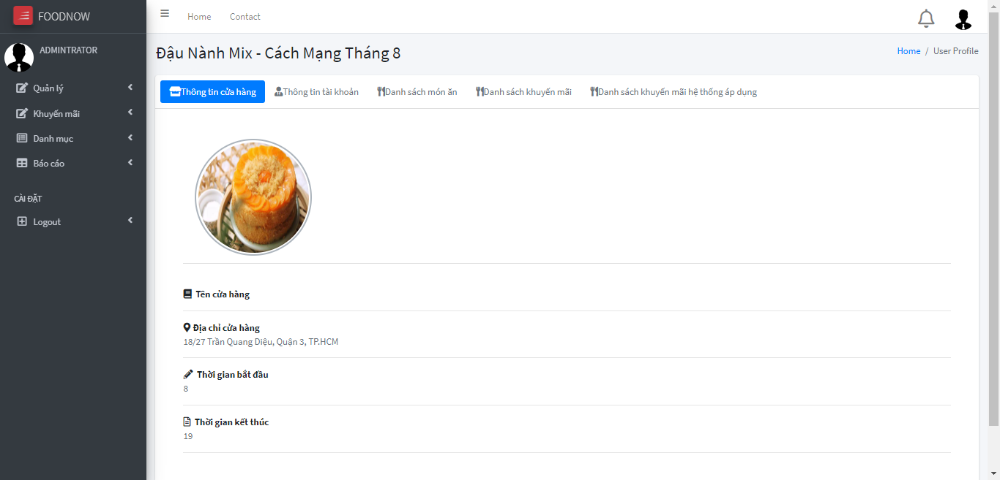 FOODNOW
Home
Contact
ADMINTRATOR
Đậu Nành Mix - Cách Mạng Tháng 8
Home / User Profile
Quản lý
Khuyến mãi
Danh mục
Báo cáo
CÀI ĐẶT
Logout
Thông tin cửa hàng
Thông tin tài khoản
Danh sách món ăn
Danh sách khuyến mãi
Danh sách khuyến mãi hệ thống áp dụng
Tên cửa hàng
Địa chỉ cửa hàng
18/27 Trần Quang Diệu, Quận 3, TP.HCM
Thời gian bắt đầu
8
Thời gian kết thúc
19